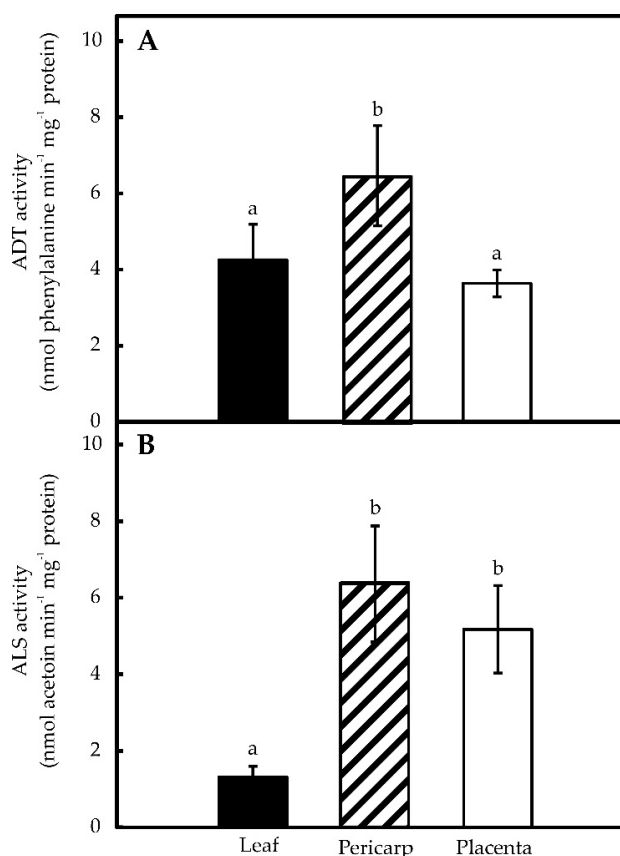 A
10
8
6
4
2
0
ADT activity
(nmol phenylalanine min⁻¹ mg⁻¹ protein)
a
b
a
B
10
8
6
4
2
0
ALS activity
(nmol acetoin min⁻¹ mg⁻¹ protein)
a
b
b
Leaf Pericarp Placenta